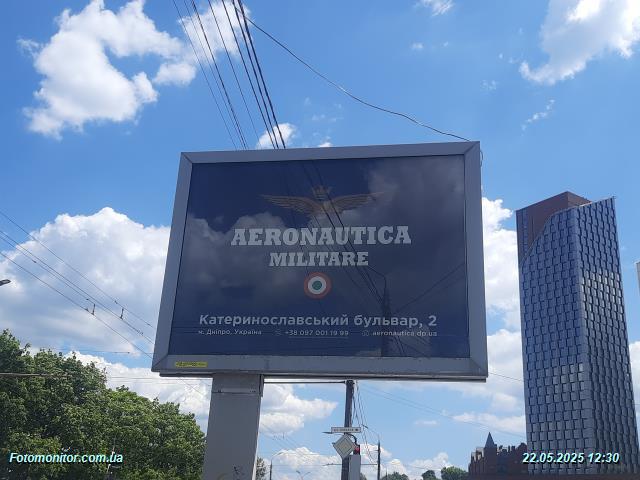 AERONAUTICA
MILITARE
Катеринославський бульвар, 2
м. Дніпро, Україна +38 097 001 19 99 aeronautica.dp.ua
Fotomonitor.com.ua
22.05.2025 12:30